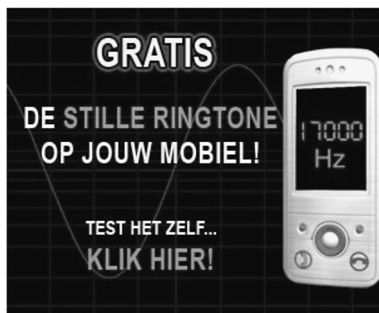 GRATIS
DE STILLE RINGTONE
OP JOUW MOBIEL!
17000
Hz
TEST HET ZELF...
KLIK HIER!